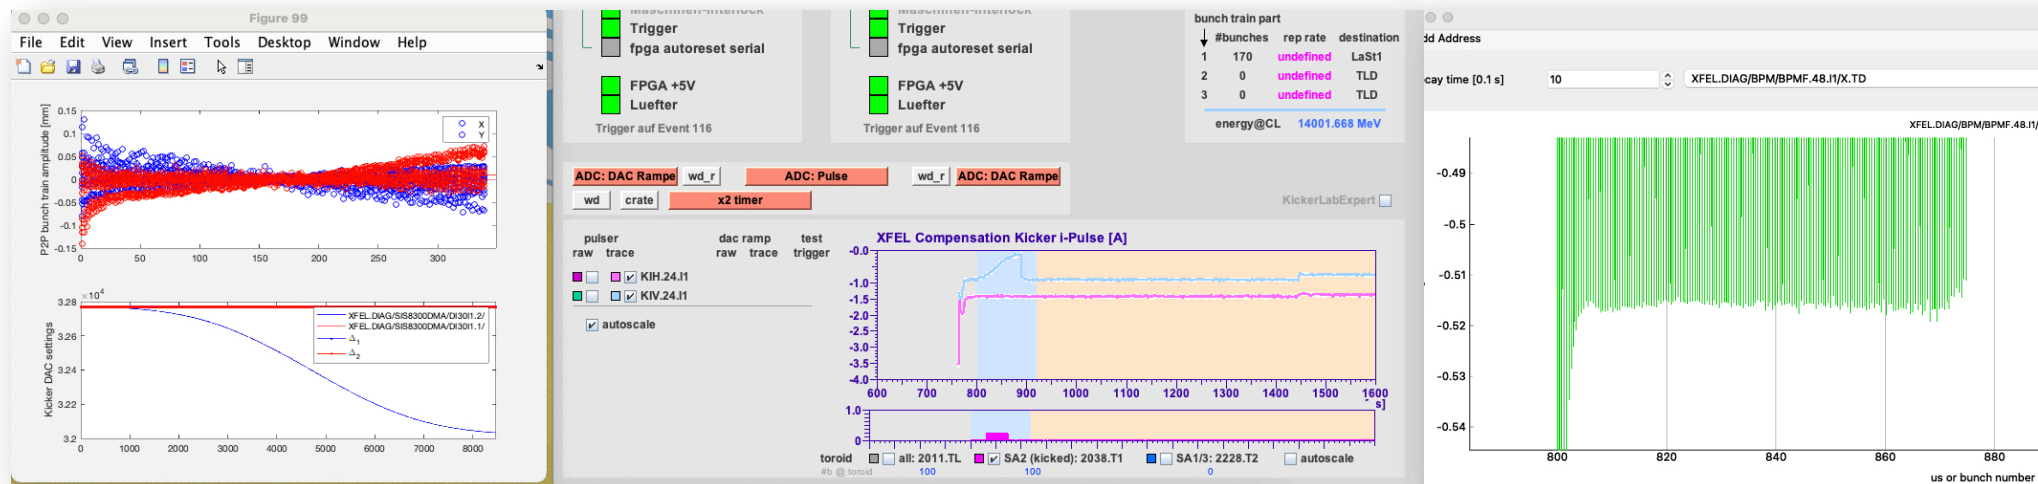 Figure 99
File Edit View Insert Tools Desktop Window Help
P2P bunch train amplitude [mm]
0.15
0.1
0.05
0
-0.05
-0.1
-0.15
X
Y
0 50 100 150 200 250 300
×10⁴
Kicker DAC settings
3.28
3.26
3.24
3.22
3.2
XFEL.DIAG/SIS8300DMA/DI30I1.2/
XFEL.DIAG/SIS8300DMA/DI30I1.1/
Δ1
Δ2
0 1000 2000 3000 4000 5000 6000 7000 8000
Maschinen-Interlock
Trigger
fpga autoreset serial
FPGA +5V
Luefter
Trigger auf Event 116
Maschinen-Interlock
Trigger
fpga autoreset serial
FPGA +5V
Luefter
Trigger auf Event 116
bunch train part
#bunches rep rate destination
1 170 undefined LaSt1
2 0 undefined TLD
3 0 undefined TLD
energy@CL 14001.668 MeV
ADC: DAC Rampe wd_r ADC: Pulse wd_r ADC: DAC Rampe
wd crate x2 timer
KickerLabExpert
pulser dac ramp test
raw trace raw trace trigger
KIH.24.I1
KIV.24.I1
autoscale
XFEL Compensation Kicker i-Pulse [A]
-0.0
-0.5
-1.0
-1.5
-2.0
-2.5
-3.0
-3.5
-4.0
600 700 800 900 1000 1100 1200 1300 1400 1500 1600
s]
1.0
0
toroid all: 2011.TL SA2 (kicked): 2038.T1 SA1/3: 2228.T2 autoscale
#b @ toroid 100 100 0
dd Address
cay time [0.1 s] 10 XFEL.DIAG/BPM/BPMF.48.I1/X.TD
XFEL.DIAG/BPM/BPMF.48.I1/
-0.49
-0.5
-0.51
-0.52
-0.53
-0.54
800 820 840 860 880
us or bunch number